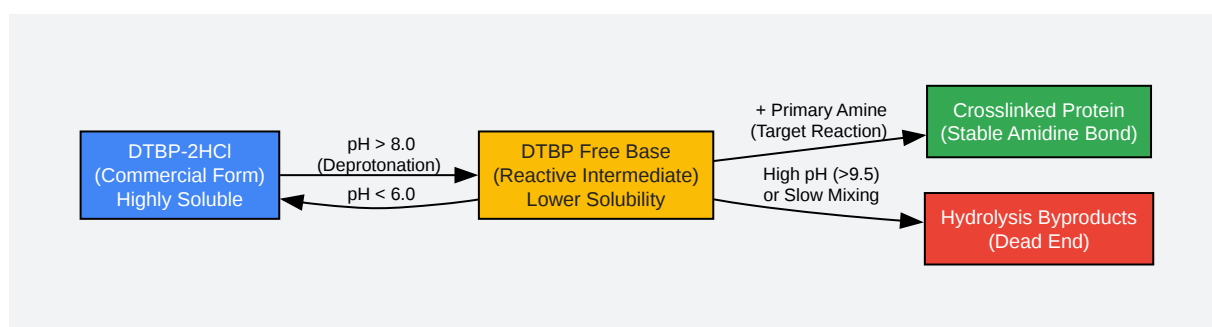 DTBP-2HCl
(Commercial Form)
Highly Soluble
pH > 8.0
(Deprotonation)
pH < 6.0
DTBP Free Base
(Reactive Intermediate)
Lower Solubility
+ Primary Amine
(Target Reaction)
High pH (>9.5)
or Slow Mixing
Crosslinked Protein
(Stable Amidine Bond)
Hydrolysis Byproducts
(Dead End)